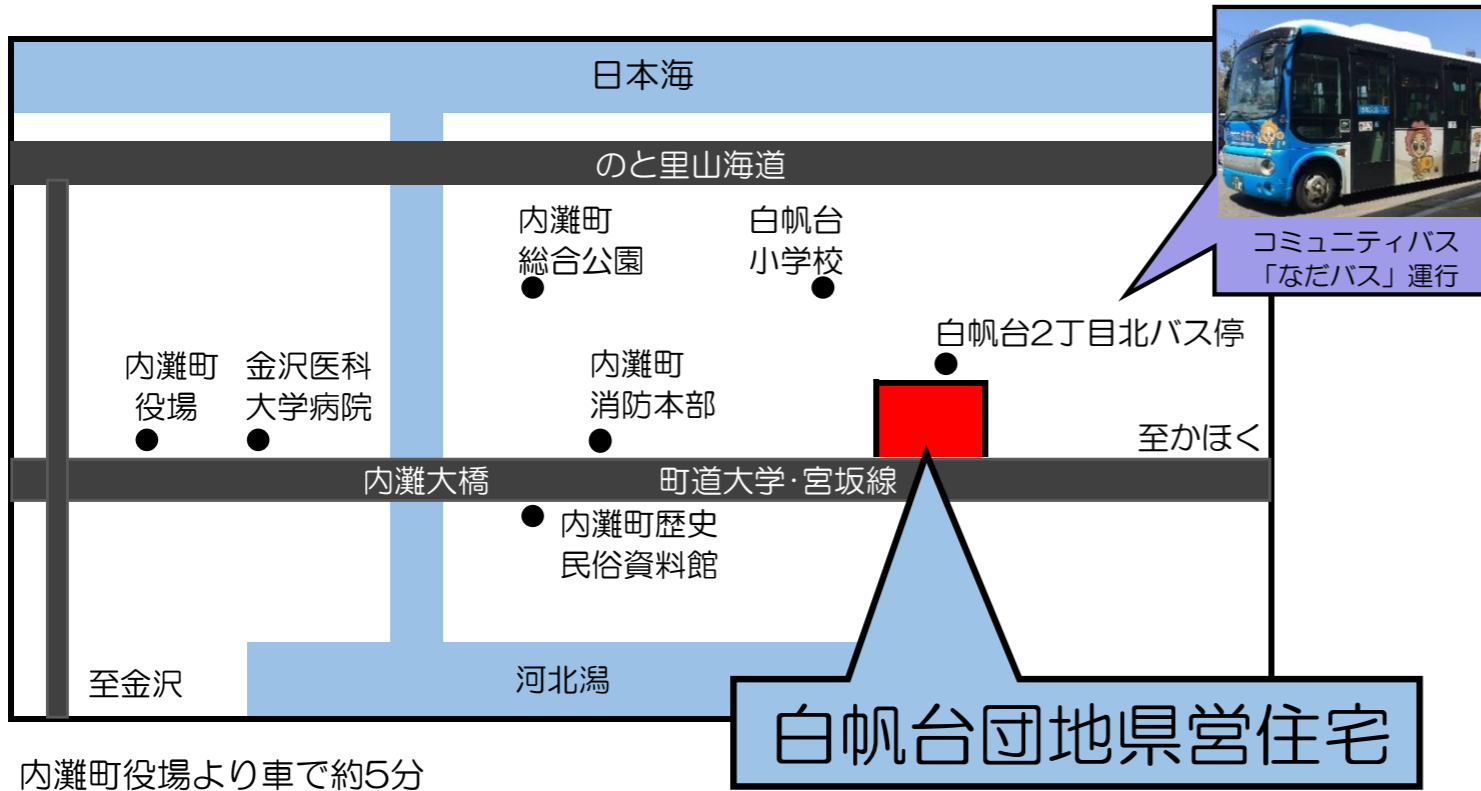 日本海
のと里山海道
コミュニティバス
「なだバス」運行
内灘町
総合公園
白帆台
小学校
白帆台2丁目北バス停
内灘町
役場
金沢医科
大学病院
内灘町
消防本部
至かほく
内灘大橋
町道大学･宮坂線
内灘町歴史
民俗資料館
至金沢
河北潟
白帆台団地県営住宅
内灘町役場より車で約5分